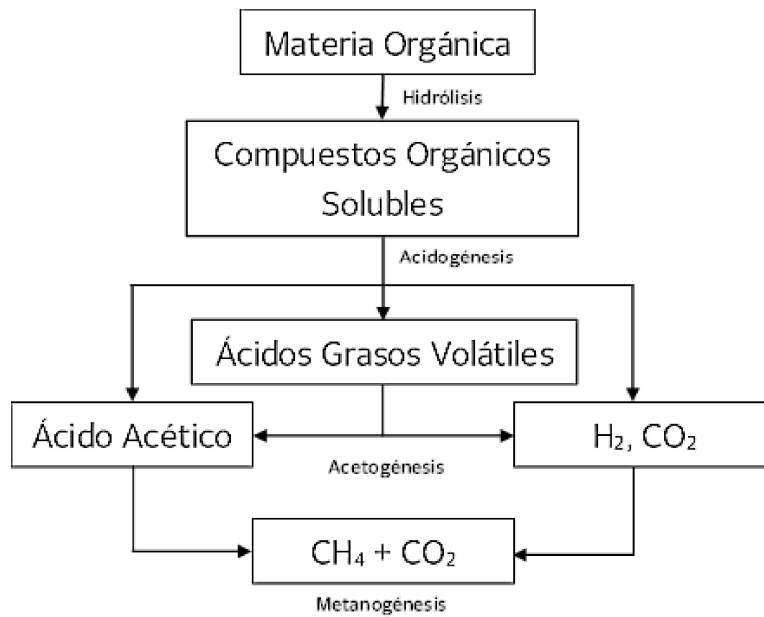 Materia Orgánica
Hidrólisis
Compuestos Orgánicos
Solubles
Acidogénesis
Ácidos Grasos Volátiles
Ácido Acético
H₂, CO₂
Acetogénesis
CH₄ + CO₂
Metanogénesis